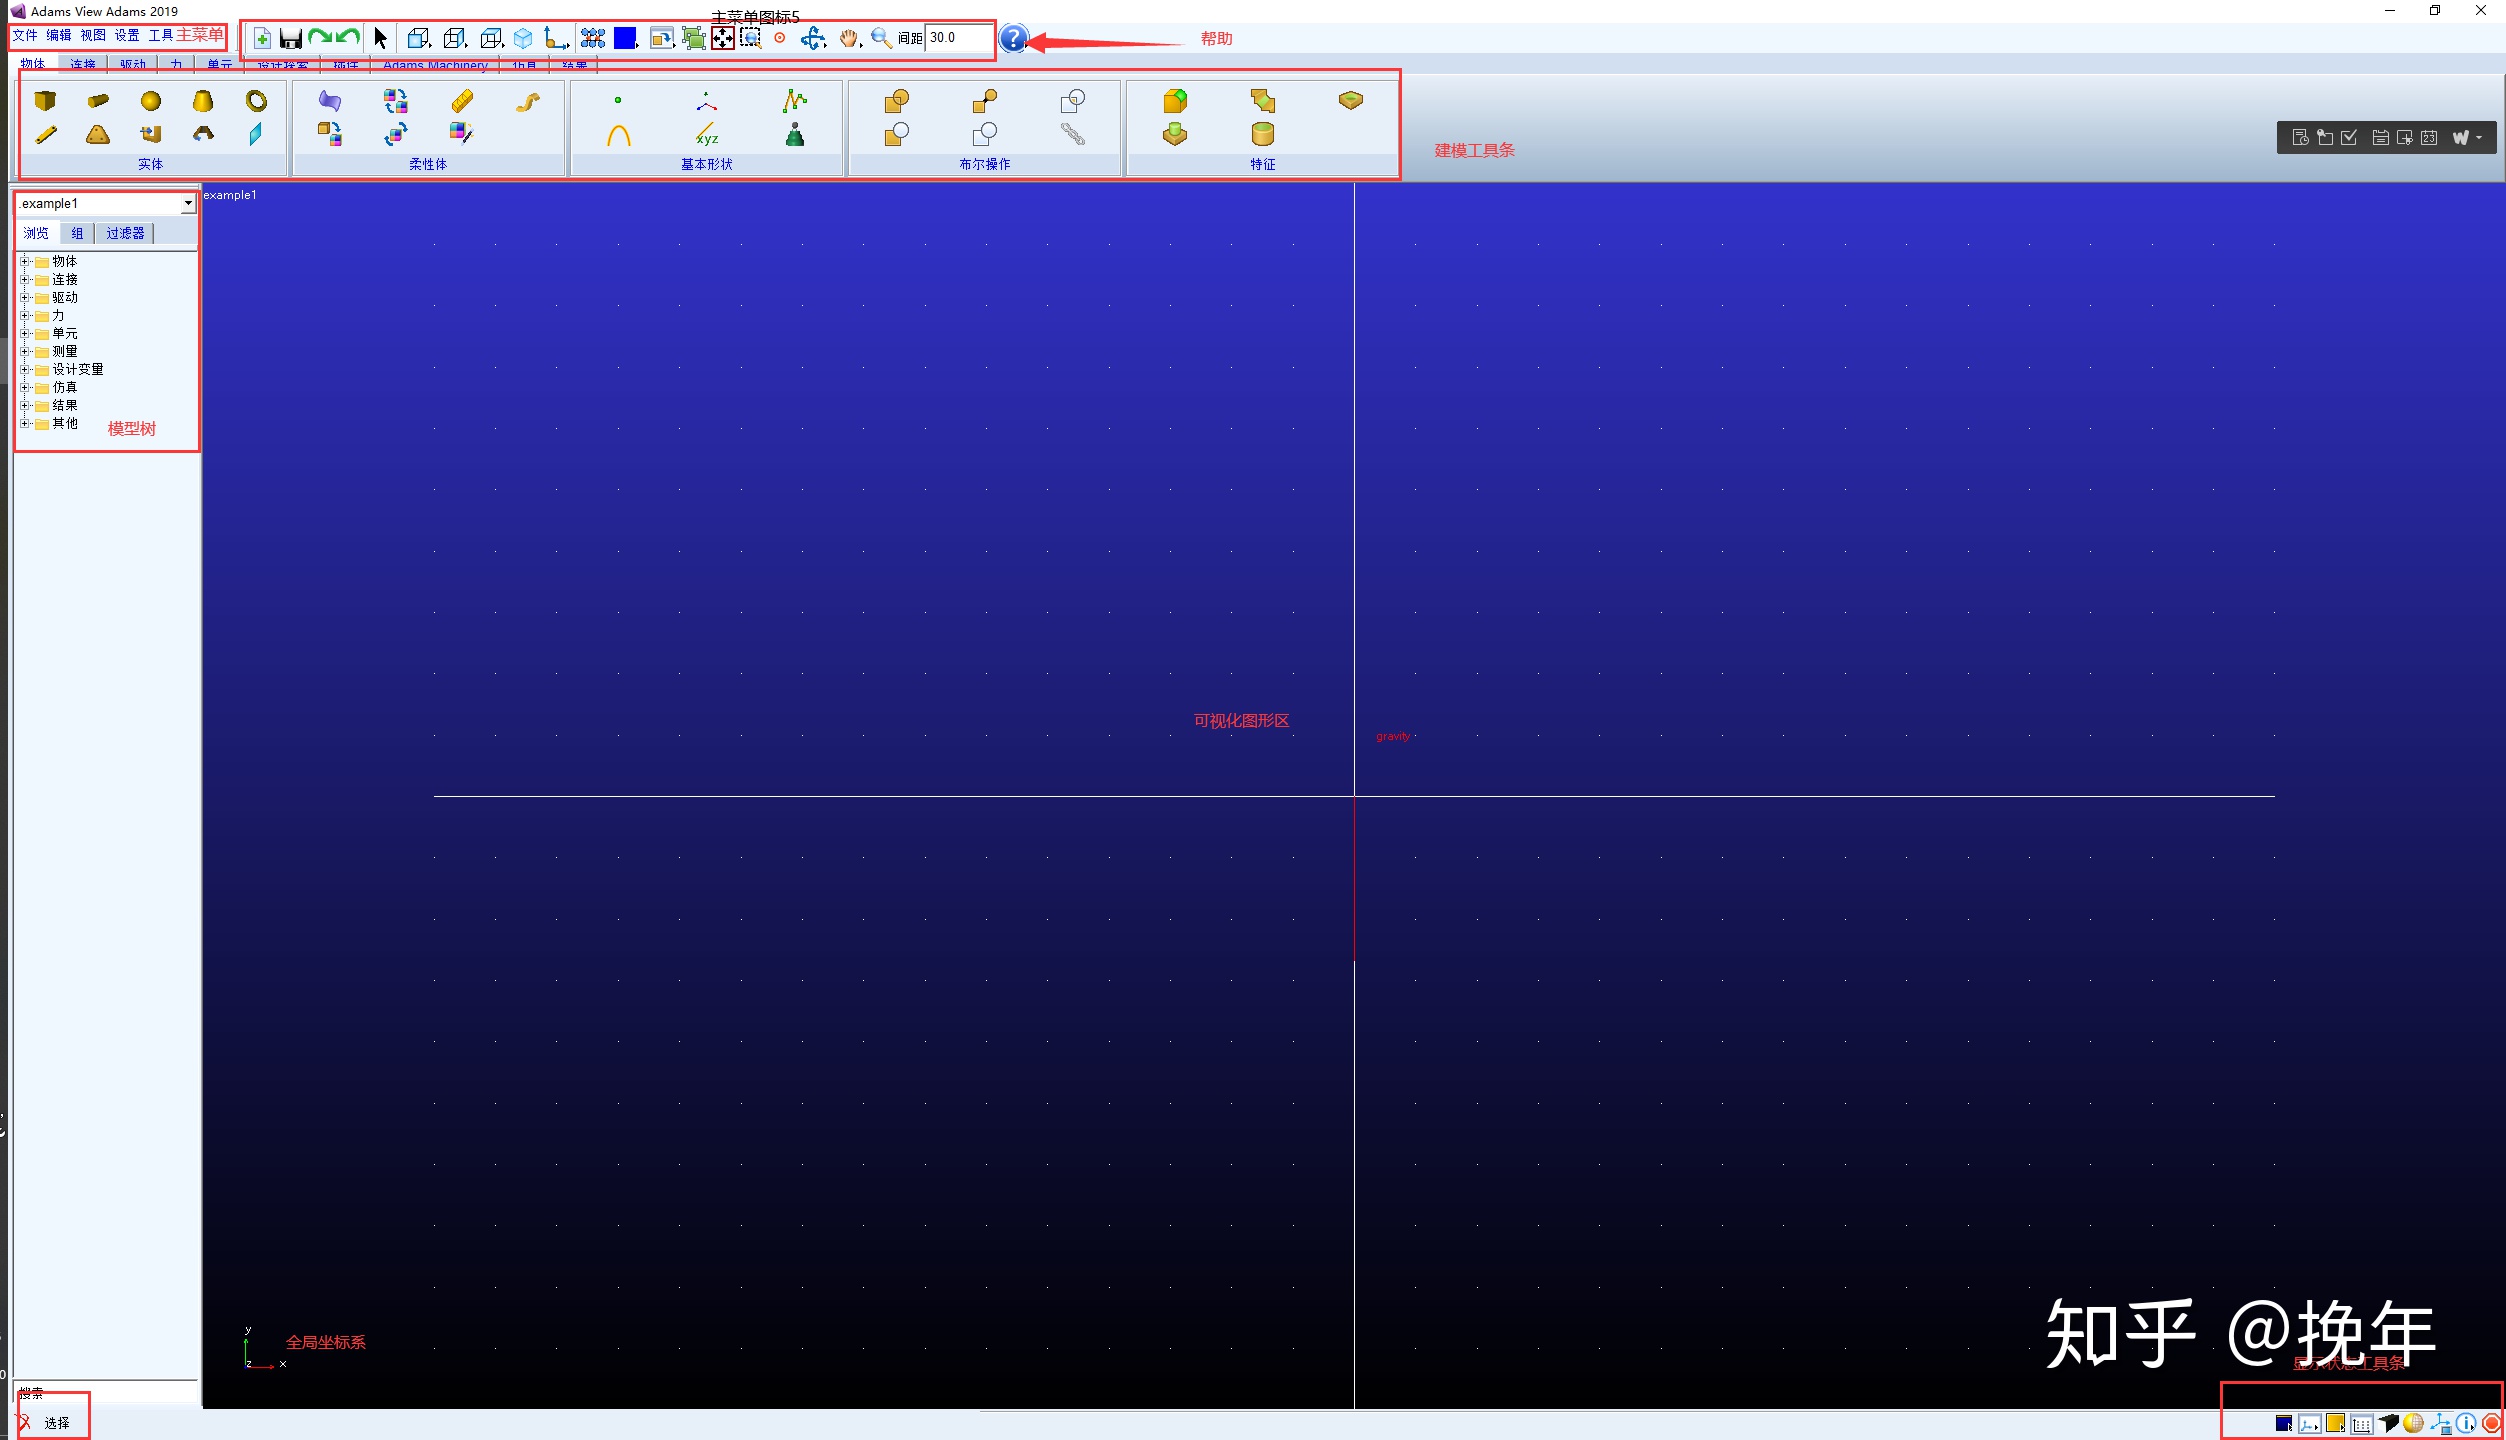 Adams View Adams 2019
主菜单图标5
文件 编辑 视图 设置 工具 主菜单
间距 30.0
帮助
物体 连接 驱动 力 单元 设计探索 插件 Adams Machinery 仿真 结果
xyz
实体 柔性体 基本形状 布尔操作 特征
建模工具条
23
W
.example1
example1
浏览 组 过滤器
物体
连接
驱动
力
单元
测量
设计变量
仿真
结果
其他
模型树
可视化图形区
gravity
y
z
x
全局坐标系
知乎 @挽年
显示状态工具条
搜索
选择